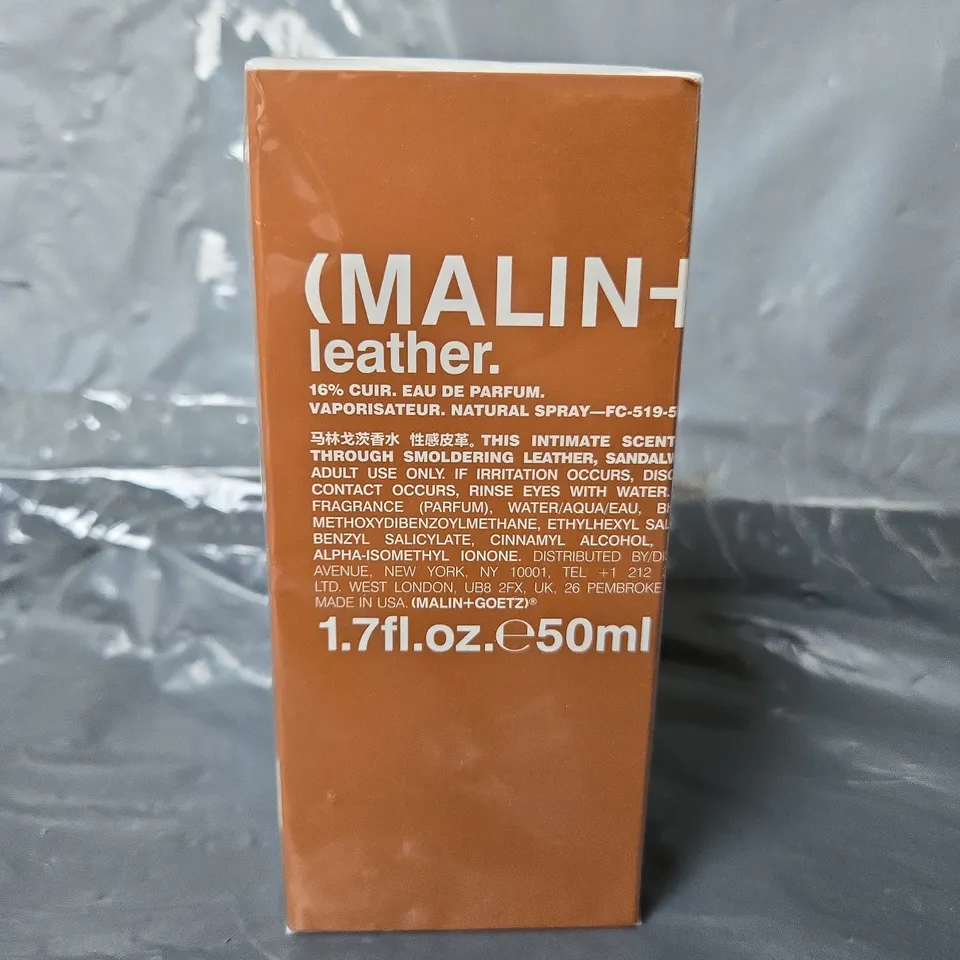 (MALIN+
leather.
16% CUIR. EAU DE PARFUM.
VAPORISATEUR. NATURAL SPRAY—FC-519-5
马林戈茨香水 性感皮革。THIS INTIMATE SCENT
THROUGH SMOLDERING LEATHER, SANDALW
ADULT USE ONLY. IF IRRITATION OCCURS, DISC
CONTACT OCCURS, RINSE EYES WITH WATER.
FRAGRANCE (PARFUM), WATER/AQUA/EAU, B
METHOXYDIBENZOYLMETHANE, ETHYLHEXYL SAL
BENZYL SALICYLATE, CINNAMYL ALCOHOL,
ALPHA-ISOMETHYL IONONE. DISTRIBUTED BY/DI
AVENUE, NEW YORK, NY 10001, TEL +1 212
LTD. WEST LONDON, UB8 2FX, UK, 26 PEMBROKE
MADE IN USA. (MALIN+GOETZ)®
1.7fl.oz.℮50ml